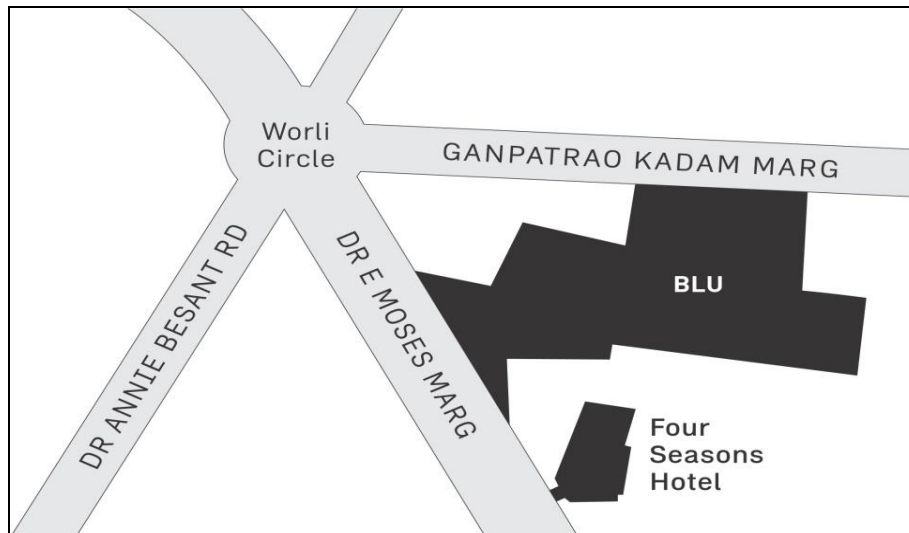 Worli
Circle
GANPATRAO KADAM MARG
DR ANNIE BESANT RD
DR E MOSES MARG
BLU
Four
Seasons
Hotel